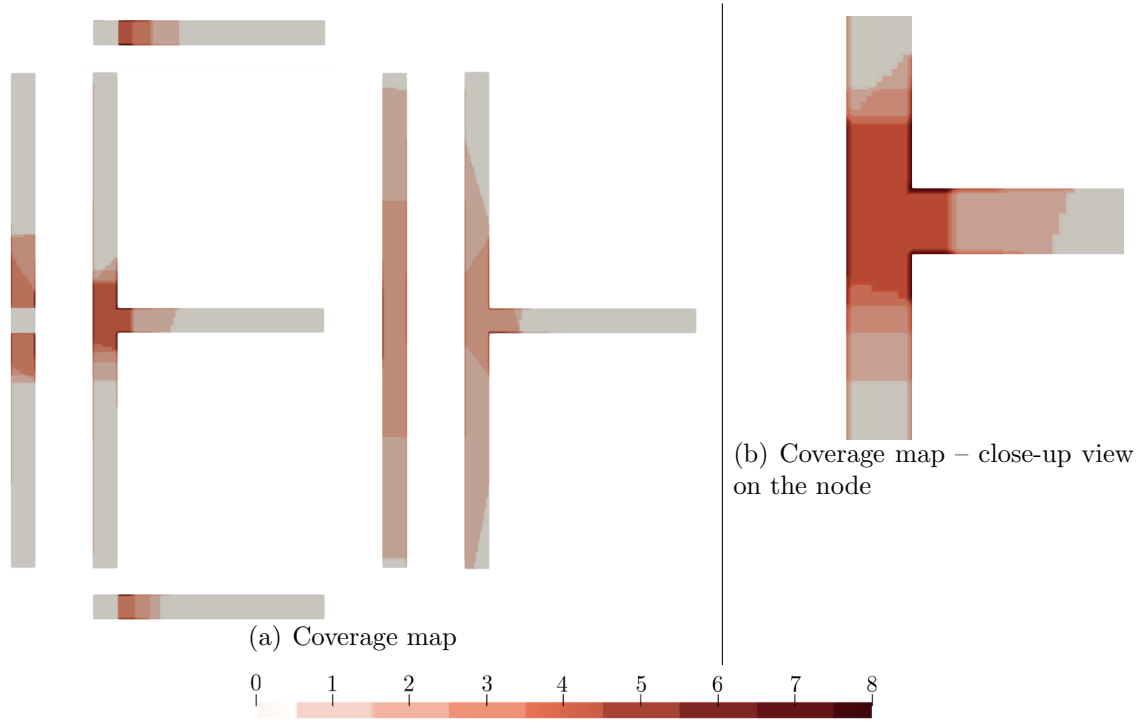 (b) Coverage map – close-up view
on the node
(a) Coverage map
0 1 2 3 4 5 6 7 8